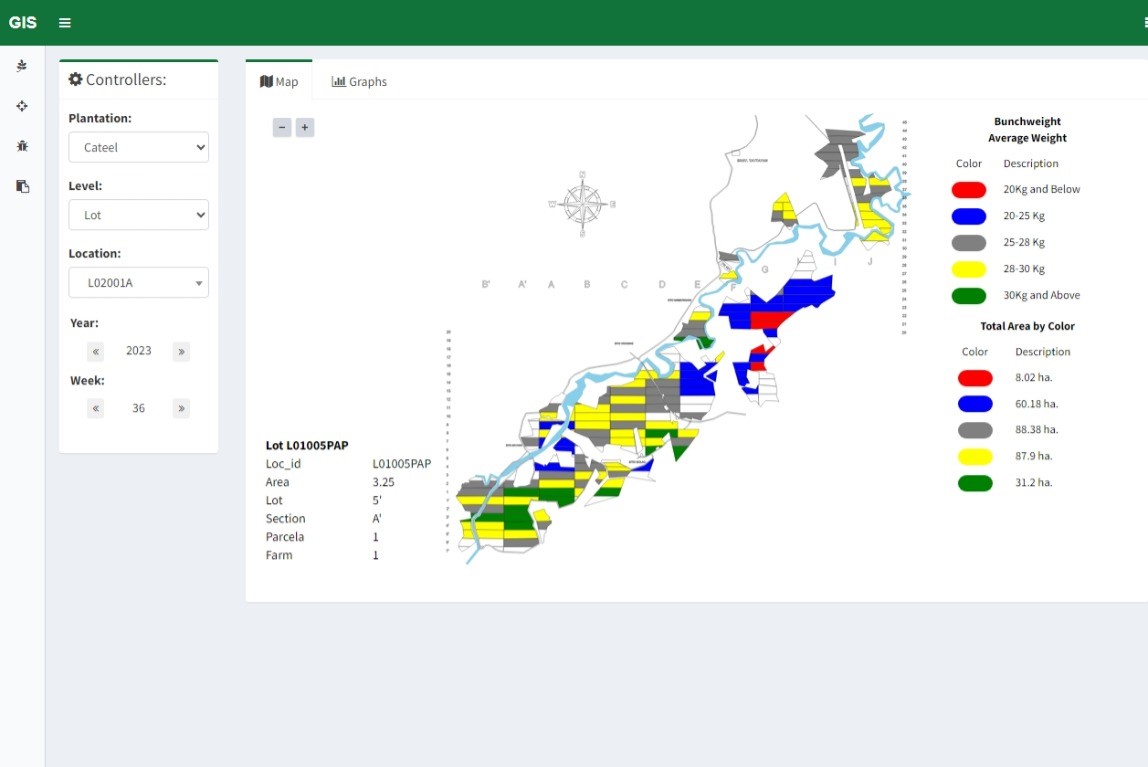 GIS
Controllers:
Plantation:
Cateel
Level:
Lot
Location:
L02001A
Year:
« 2023 »
Week:
« 36 »
Map Graphs
− +
N
W E
S
B' A' A B C D E F G I J
Lot L01005PAP
Loc_id L01005PAP
Area 3.25
Lot 5'
Section A'
Parcela 1
Farm 1
Bunchweight
Average Weight
Color Description
20Kg and Below
20-25 Kg
25-28 Kg
28-30 Kg
30Kg and Above
Total Area by Color
Color Description
8.02 ha.
60.18 ha.
88.38 ha.
87.9 ha.
31.2 ha.